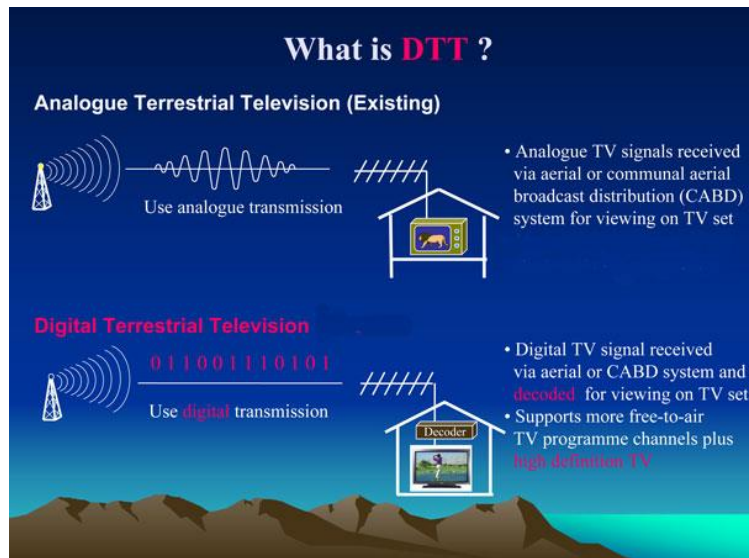 What is DTT ?
Analogue Terrestrial Television (Existing)
Use analogue transmission
• Analogue TV signals received
via aerial or communal aerial
broadcast distribution (CABD)
system for viewing on TV set
Digital Terrestrial Television
0 1 1 0 0 1 1 1 0 1 0 1
Use digital transmission
Decoder
• Digital TV signal received
via aerial or CABD system and
decoded for viewing on TV set
• Supports more free-to-air
TV programme channels plus
high definition TV